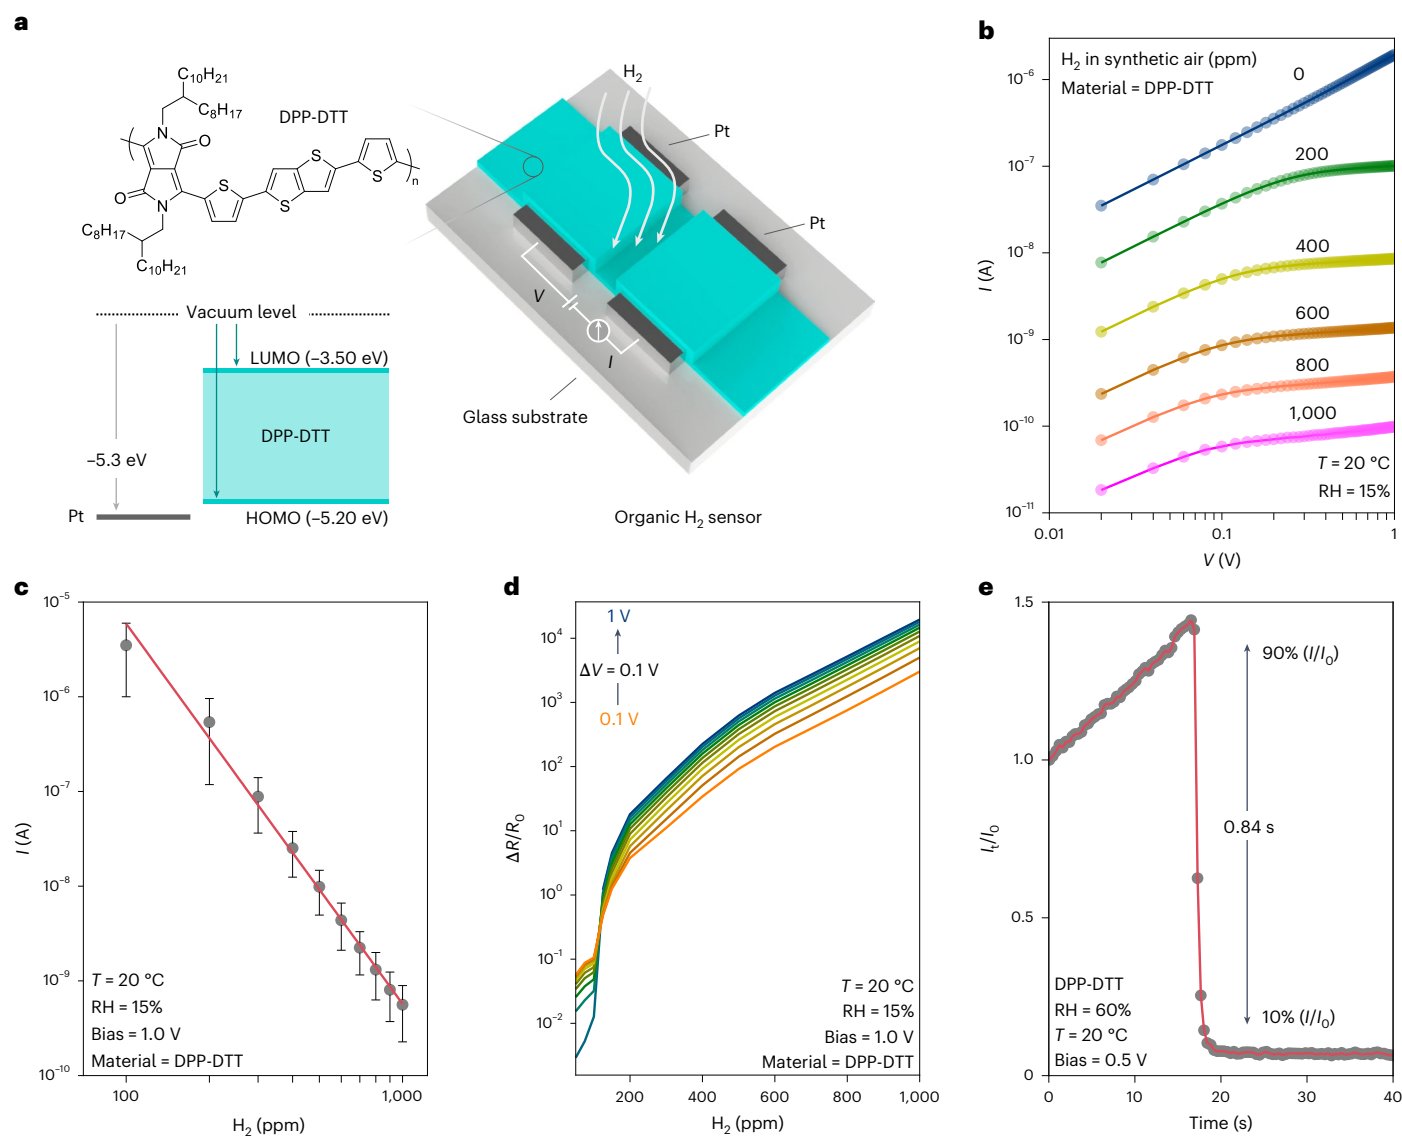 a
C₁₀H₂₁
C₈H₁₇
DPP-DTT
N
O
S
S
S
S
n
O
N
C₈H₁₇
C₁₀H₂₁
Vacuum level
LUMO (−3.50 eV)
DPP-DTT
−5.3 eV
Pt
HOMO (−5.20 eV)
H₂
Pt
Pt
V
I
Glass substrate
Organic H₂ sensor
b
H₂ in synthetic air (ppm)
Material = DPP-DTT
0
200
400
600
800
1,000
T = 20 °C
RH = 15%
I (A)
10⁻⁶
10⁻⁷
10⁻⁸
10⁻⁹
10⁻¹⁰
10⁻¹¹
0.01 0.1 1
V (V)
c
I (A)
10⁻⁵
10⁻⁶
10⁻⁷
10⁻⁸
10⁻⁹
10⁻¹⁰
T = 20 °C
RH = 15%
Bias = 1.0 V
Material = DPP-DTT
100 1,000
H₂ (ppm)
d
1 V
ΔV = 0.1 V
0.1 V
ΔR/R₀
10⁴
10³
10²
10¹
10⁰
10⁻¹
10⁻²
T = 20 °C
RH = 15%
Bias = 1.0 V
Material = DPP-DTT
200 400 600 800 1,000
H₂ (ppm)
e
Iₜ/I₀
1.5
1.0
0.5
0
90% (I/I₀)
0.84 s
10% (I/I₀)
DPP-DTT
RH = 60%
T = 20 °C
Bias = 0.5 V
0 10 20 30 40
Time (s)